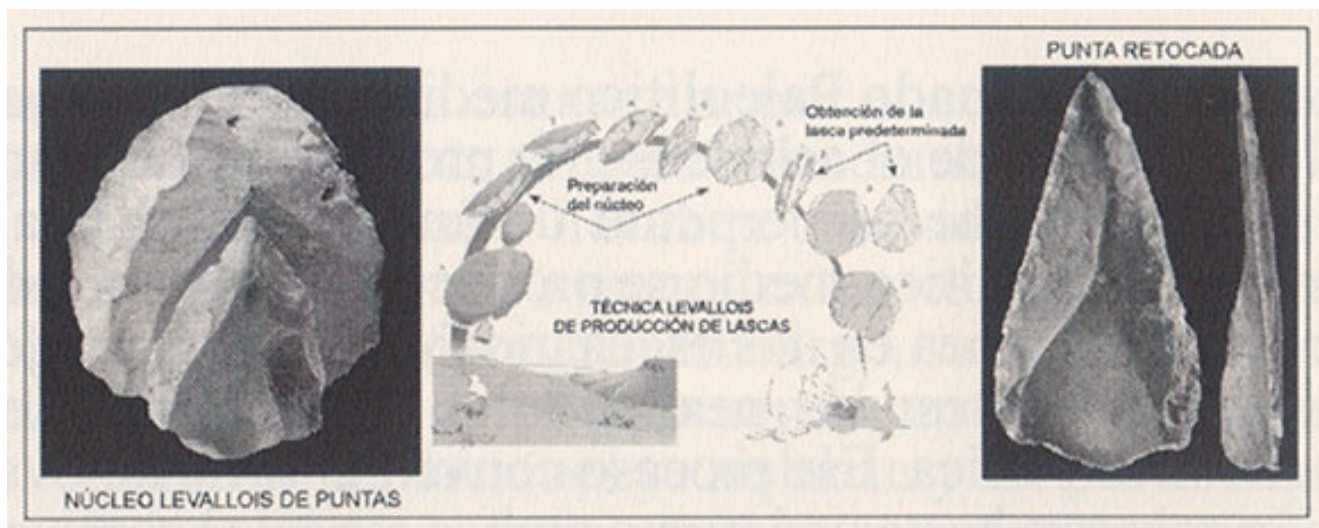 NÚCLEO LEVALLOIS DE PUNTAS
Preparación
del núcleo
TÉCNICA LEVALLOIS
DE PRODUCCIÓN DE LASCAS
Obtención de la
lasca predeterminada
PUNTA RETOCADA